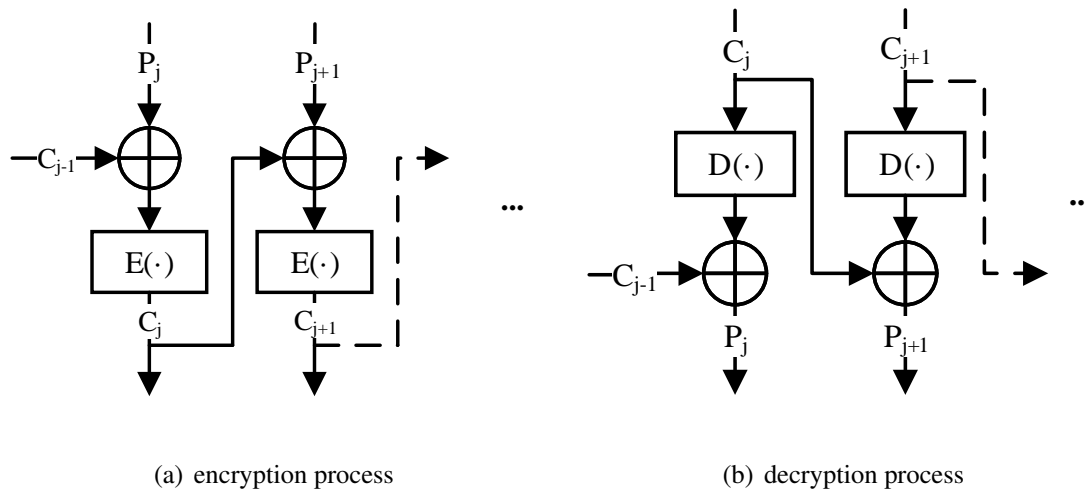 P_j
P_{j+1}
C_{j-1}
E(·)
E(·)
C_j
C_{j+1}
...
(a) encryption process
C_j
C_{j+1}
D(·)
D(·)
C_{j-1}
P_j
P_{j+1}
..
(b) decryption process